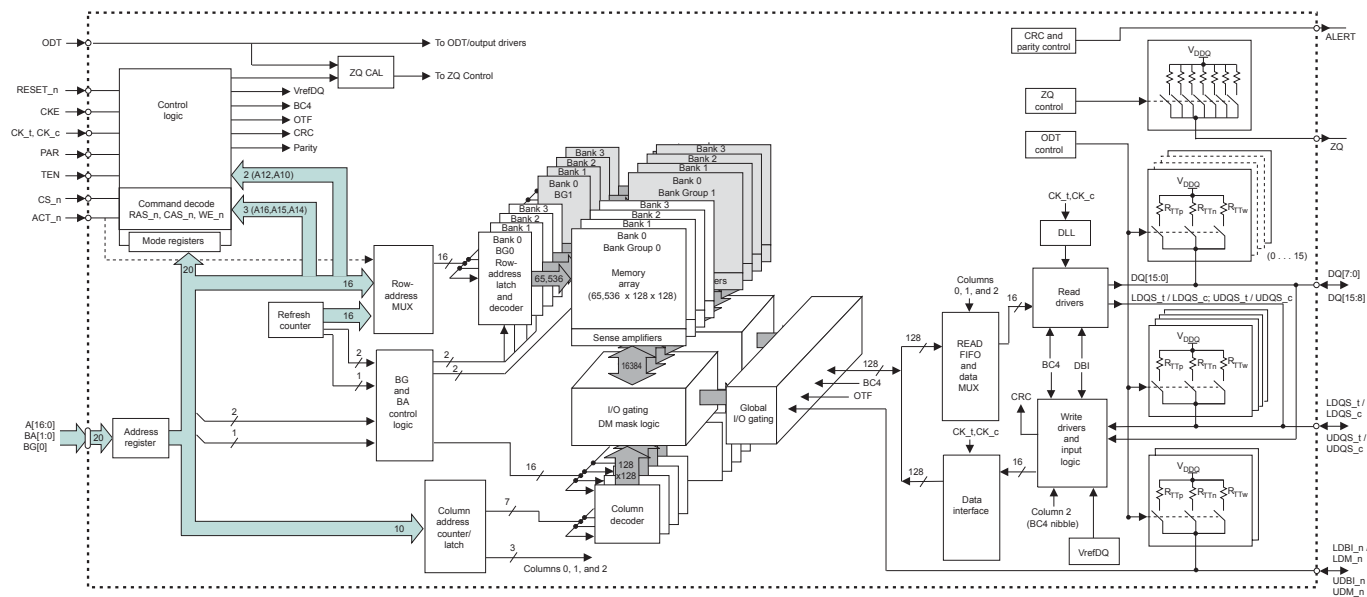 ODT
To ODT/output drivers
ZQ CAL
To ZQ Control
RESET_n
CKE
CK_t, CK_c
PAR
TEN
CS_n
ACT_n
Control
logic
VrefDQ
BC4
OTF
CRC
Parity
Command decode
RAS_n, CAS_n, WE_n
Mode registers
2 (A12,A10)
3 (A16,A15,A14)
20
16
16
Refresh
counter
Row-
address
MUX
16
2
1
2
1
BG
and
BA
control
logic
2
2
A[16:0]
BA[1:0]
BG[0]
20
Address
register
10
Column
address
counter/
latch
7
3
Columns 0, 1, and 2
16
Bank 3
Bank 2
Bank 1
Bank 0
BG1
Bank 3
Bank 2
Bank 1
Bank 0
BG0
Row-
address
latch
and
decoder
65,536
Bank 3
Bank 2
Bank 1
Bank 0
Bank Group 1
Bank 3
Bank 2
Bank 1
Bank 0
Bank Group 0
Memory
array
(65,536 x 128 x 128)
ers
Sense amplifiers
16384
I/O gating
DM mask logic
128
x128
Column
decoder
Global
I/O gating
128
BC4
OTF
128
128
Columns
0, 1, and 2
READ
FIFO
and
data
MUX
16
CK_t,CK_c
Data
interface
16
CK_t,CK_c
DLL
Read
drivers
BC4
DBI
CRC
Write
drivers
and
input
logic
Column 2
(BC4 nibble)
VrefDQ
DQ[15:0]
LDQS_t / LDQS_c; UDQS_t / UDQS_c
CRC and
parity control
ZQ
control
ODT
control
VDDQ
VDDQ
RTTp
RTTn
RTTw
(0 . . . 15)
VDDQ
RTTp
RTTn
RTTw
VDDQ
RTTp
RTTn
RTTw
ALERT
ZQ
DQ[7:0]
DQ[15:8]
LDQS_t /
LDQS_c
UDQS_t /
UDQS_c
LDBI_n /
LDM_n
UDBI_n
UDM_n